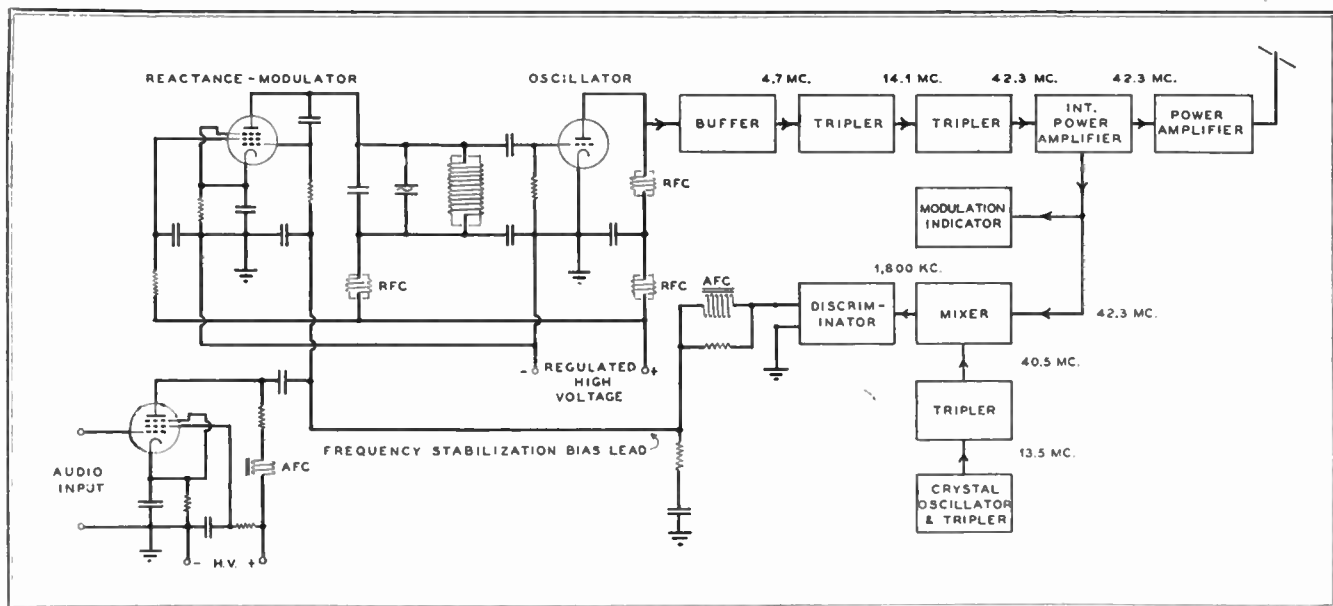 REACTANCE-MODULATOR
OSCILLATOR
4.7 MC.
14.1 MC.
42.3 MC.
42.3 MC.
BUFFER
TRIPLER
TRIPLER
INT.
POWER
AMPLIFIER
POWER
AMPLIFIER
RFC
MODULATION
INDICATOR
1,800 KC.
RFC
RFC
AFC
DISCRIM-
INATOR
MIXER
42.3 MC.
- REGULATED +
HIGH
VOLTAGE
40.5 MC.
TRIPLER
FREQUENCY STABILIZATION BIAS LEAD
13.5 MC.
AFC
AUDIO
INPUT
CRYSTAL
OSCILLATOR
& TRIPLER
- H.V. +